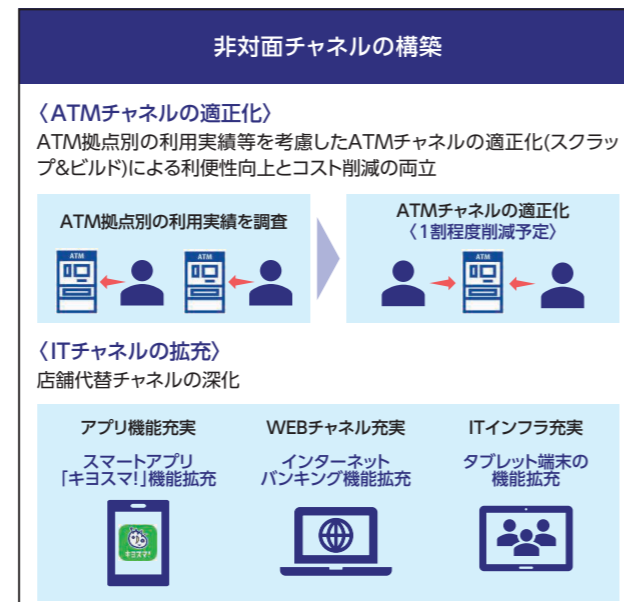 非対面チャネルの構築
〈ATMチャネルの適正化〉
ATM拠点別の利用実績等を考慮したATMチャネルの適正化(スクラッ
プ&ビルド)による利便性向上とコスト削減の両立
ATM拠点別の利用実績を調査
ATM
ATM
ATMチャネルの適正化
〈1割程度削減予定〉
ATM
〈ITチャネルの拡充〉
店舗代替チャネルの深化
アプリ機能充実
スマートアプリ
「キヨスマ!」機能拡充
キヨスマ!
WEBチャネル充実
インターネット
バンキング機能拡充
ITインフラ充実
タブレット端末の
機能拡充